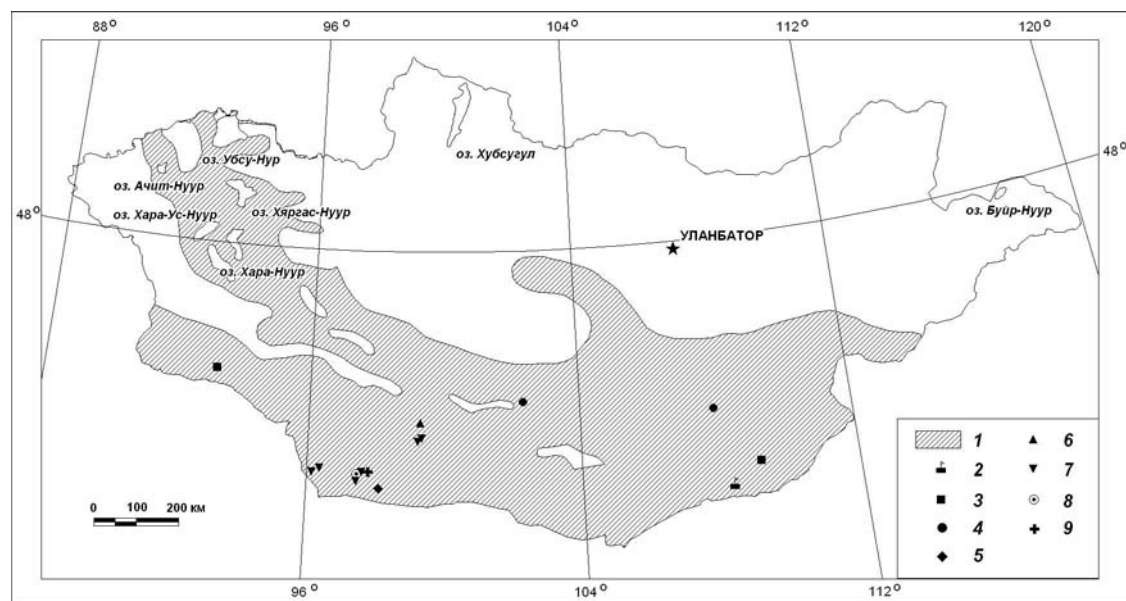 88° 96° 104° 112° 120°
48°
оз. Хубсугул
оз. Убсу-Нур
оз. Ачит-Нуур
48°
оз. Хара-Ус-Нуур
оз. Хяргас-Нуур
оз. Буйр-Нуур
УЛАНБАТОР
оз. Хара-Нуур
1 6
2 7
3 8
4 9
5
0 100 200 км
96° 104° 112°